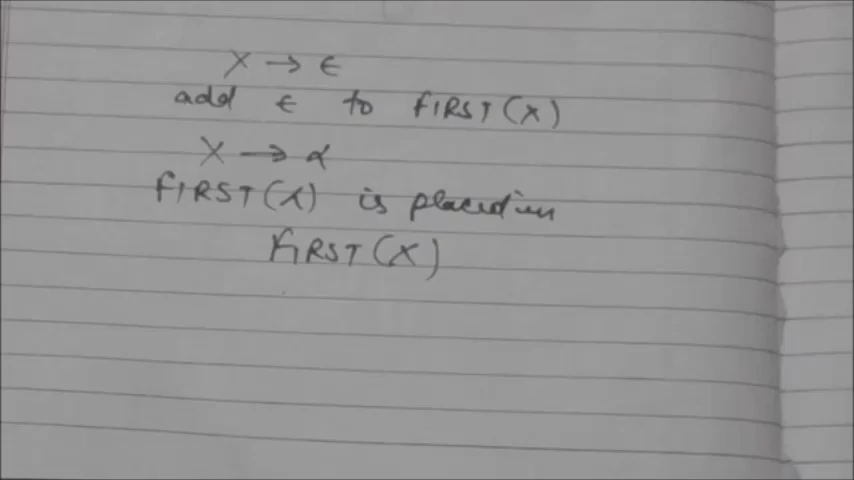 X → ϵ
add ϵ to FIRST(X)
X → α
FIRST(α) is placed in
FIRST(X)